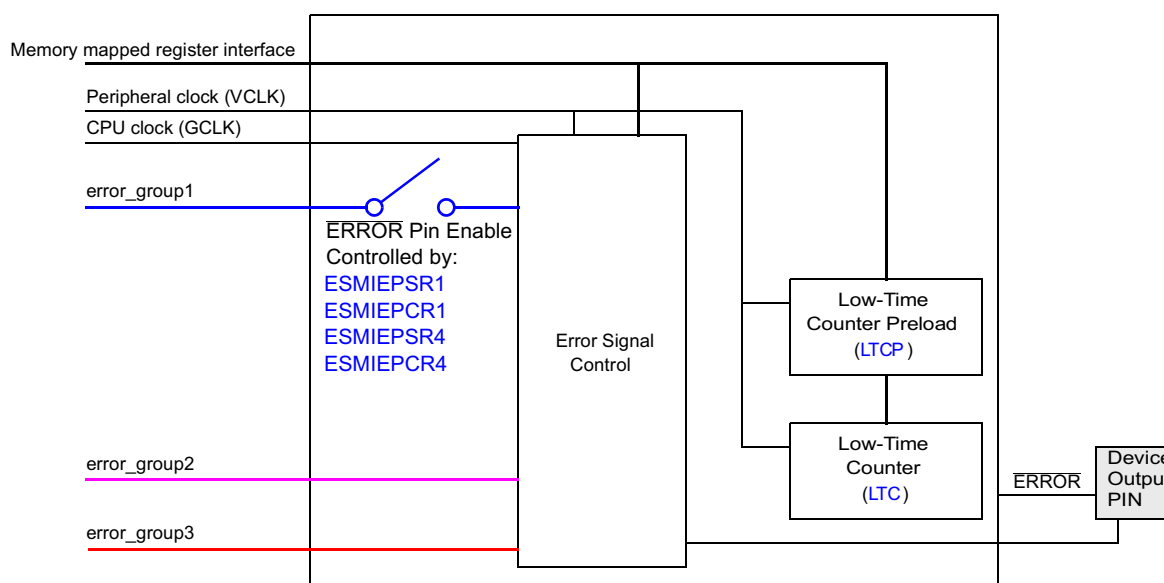 Memory mapped register interface
Peripheral clock (VCLK)
CPU clock (GCLK)
error_group1
ERROR Pin Enable
Controlled by:
ESMIEPSR1
ESMIEPCR1
ESMIEPSR4
ESMIEPCR4
Error Signal
Control
Low-Time
Counter Preload
(LTCP)
Low-Time
Counter
(LTC)
error_group2
error_group3
ERROR
Device
Outpu
PIN